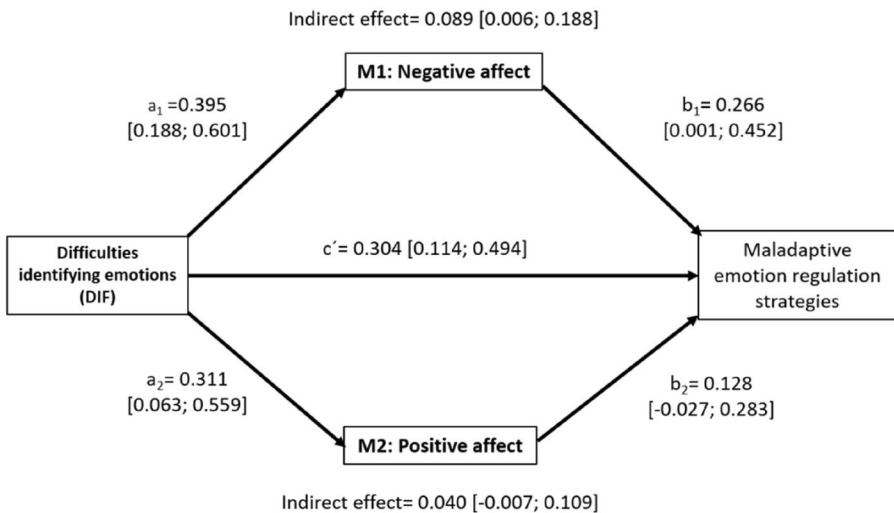 Indirect effect= 0.089 [0.006; 0.188]
M1: Negative affect
a₁ =0.395
[0.188; 0.601]
b₁= 0.266
[0.001; 0.452]
Difficulties
identifying emotions
(DIF)
c´= 0.304 [0.114; 0.494]
Maladaptive
emotion regulation
strategies
a₂= 0.311
[0.063; 0.559]
b₂= 0.128
[-0.027; 0.283]
M2: Positive affect
Indirect effect= 0.040 [-0.007; 0.109]